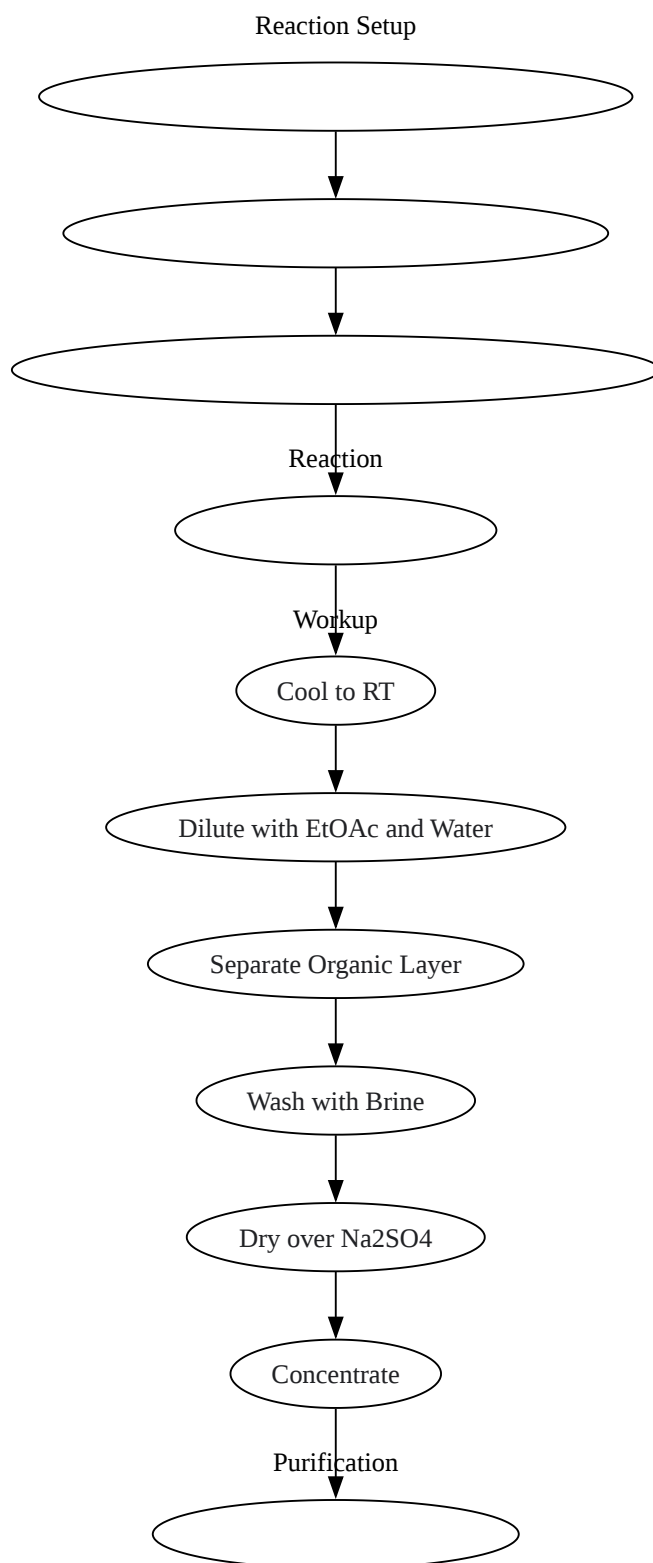 Reaction Setup
Reaction
Workup
Cool to RT
Dilute with EtOAc and Water
Separate Organic Layer
Wash with Brine
Dry over Na2SO4
Concentrate
Purification